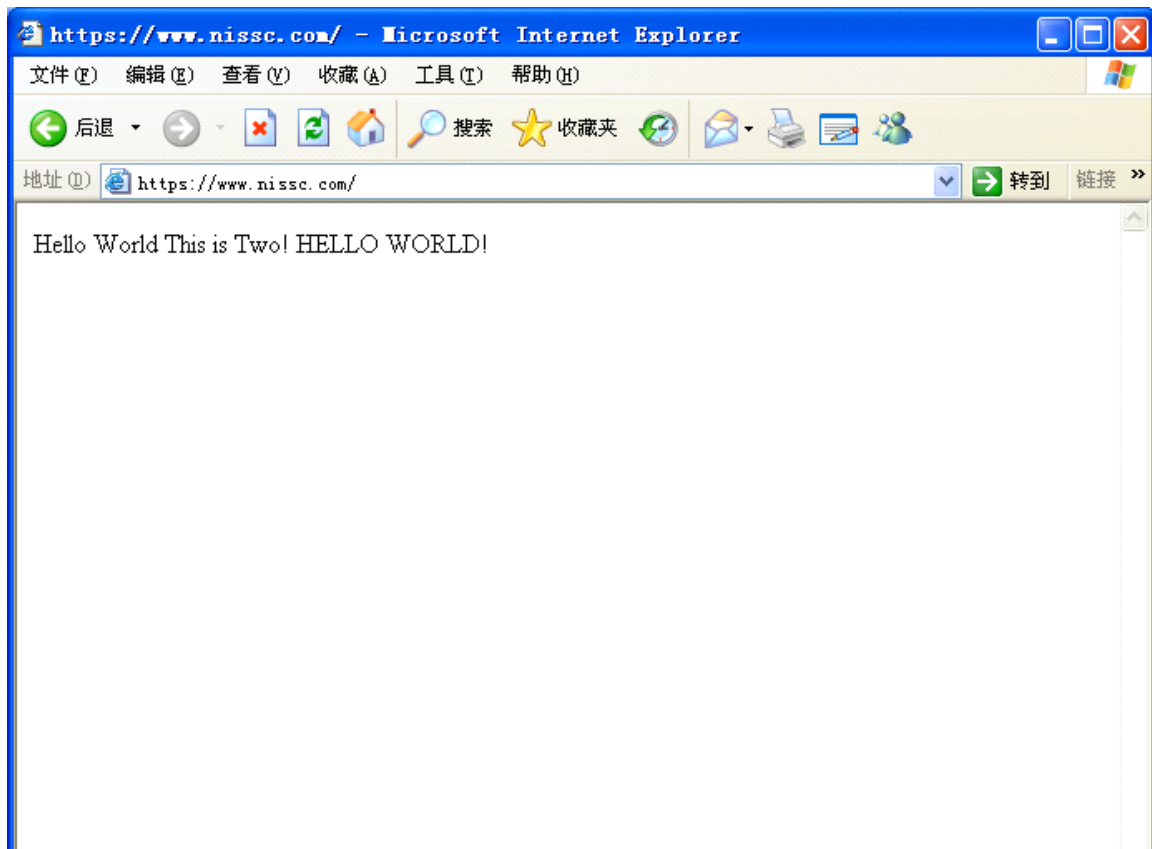 https://www.nissc.com/ - Microsoft Internet Explorer
文件(F) 编辑(E) 查看(V) 收藏(A) 工具(T) 帮助(H)
后退 搜索 收藏夹
地址(D) https://www.nissc.com/ 转到 链接 »
Hello World This is Two! HELLO WORLD!